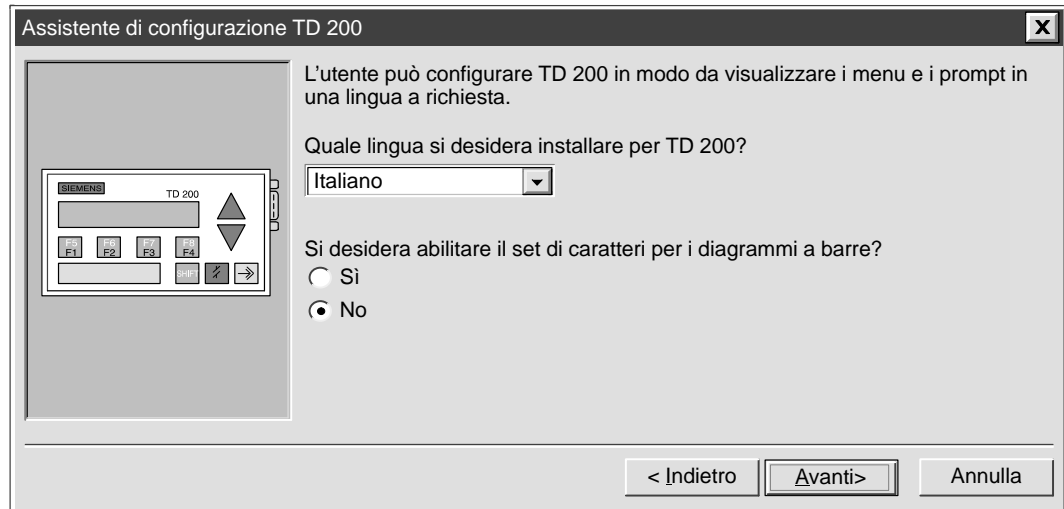 Assistente di configurazione TD 200
X
L'utente può configurare TD 200 in modo da visualizzare i menu e i prompt in
una lingua a richiesta.
Quale lingua si desidera installare per TD 200?
Italiano
SIEMENS
TD 200
F5 F6 F7 F8
F1 F2 F3 F4
SHIFT
Si desidera abilitare il set di caratteri per i diagrammi a barre?
Sì
No
< Indietro
Avanti>
Annulla